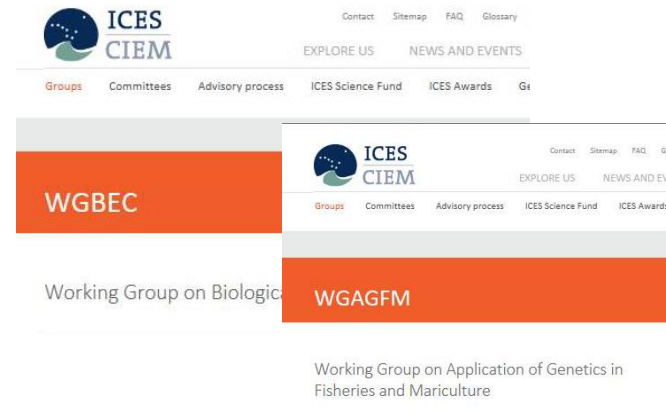 ICES
CIEM
Contact Sitemap FAQ Glossary
EXPLORE US NEWS AND EVENTS
Groups Committees Advisory process ICES Science Fund ICES Awards
WGBEC
Working Group on
ICES
CIEM
Contact Sitemap FAQ
EXPLORE US NEWS AND
Groups Committees Advisory process ICES Science Fund ICES Awards
WGAGFM
Working Group on Application of Genetics in
Fisheries and Mariculture